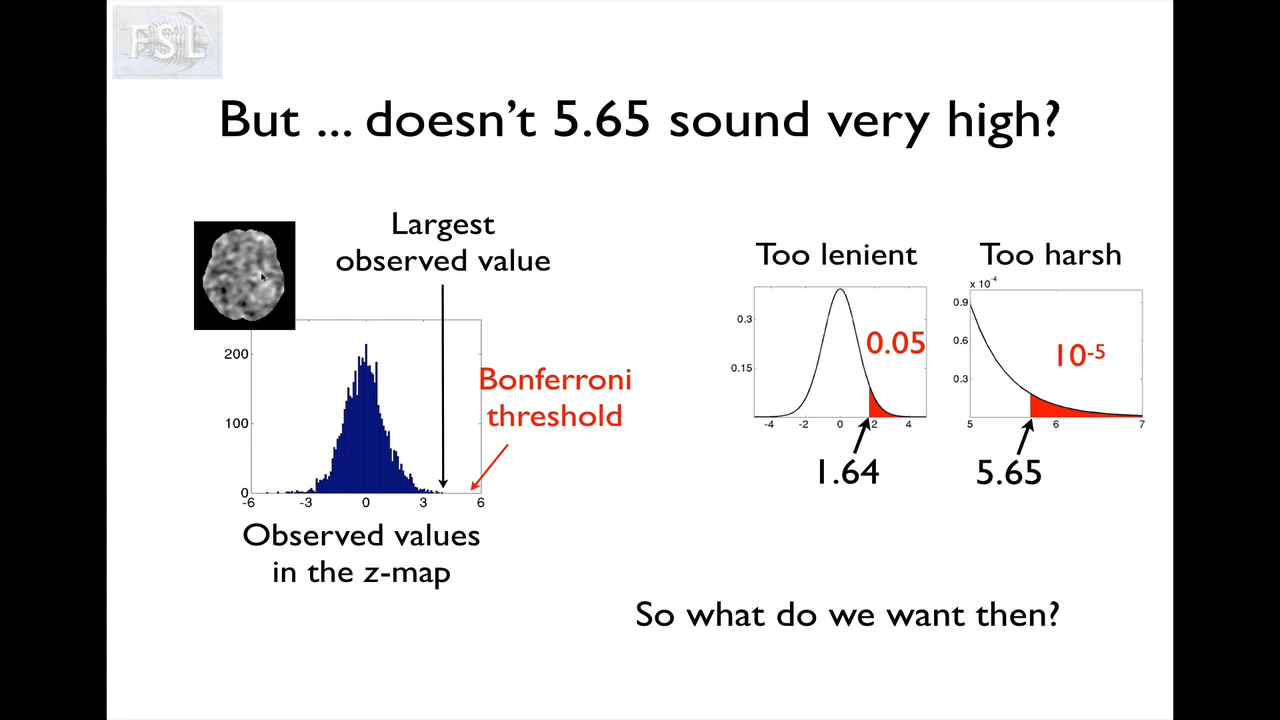 FSL
But ... doesn't 5.65 sound very high?
Largest
observed value
200
100
0
-6 -3 0 3 6
Bonferroni
threshold
Observed values
in the z-map
Too lenient
0.3
0.15
-4 -2 0 2 4
0.05
1.64
Too harsh
x 10⁻⁴
0.9
0.6
0.3
5 6 7
10⁻⁵
5.65
So what do we want then?